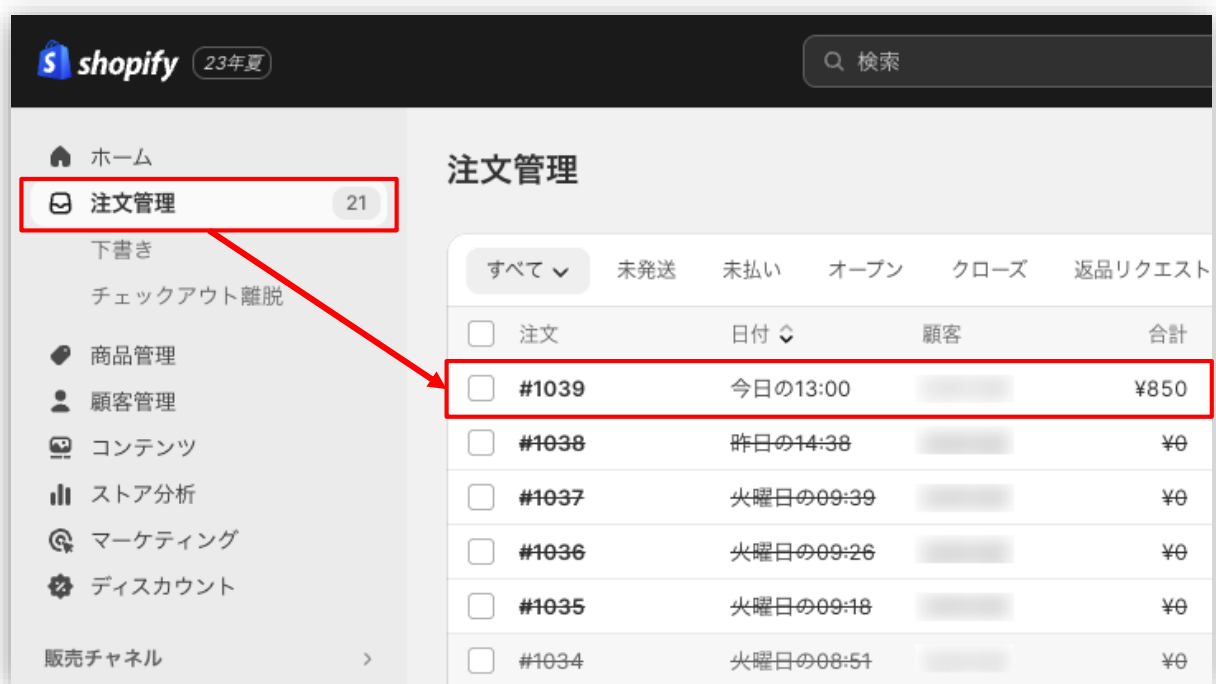 shopify 23年夏
検索
ホーム
注文管理 21
下書き
チェックアウト離脱
商品管理
顧客管理
コンテンツ
ストア分析
マーケティング
ディスカウント
販売チャネル
注文管理
すべて 未発送 未払い オープン クローズ 返品リクエスト
注文 日付 顧客 合計
#1039 今日の13:00 ¥850
#1038 昨日の14:38 ¥0
#1037 火曜日の09:39 ¥0
#1036 火曜日の09:26 ¥0
#1035 火曜日の09:18 ¥0
#1034 火曜日の08:51 ¥0